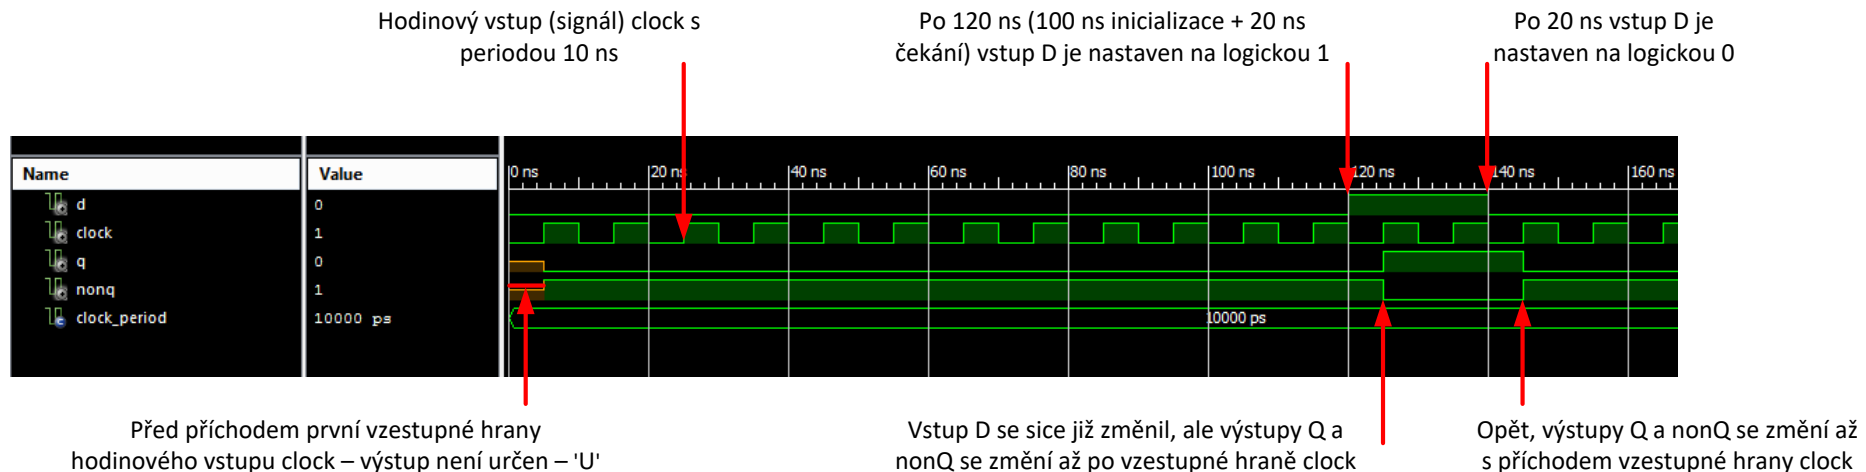 Hodinový vstup (signál) clock s
periodou 10 ns
Po 120 ns (100 ns inicializace + 20 ns
čekání) vstup D je nastaven na logickou 1
Po 20 ns vstup D je
nastaven na logickou 0
Name Value
0 ns 20 ns 40 ns 60 ns 80 ns 100 ns 120 ns 140 ns 160 ns
d 0
clock 1
q 0
nonq 1
clock_period 10000 ps 10000 ps
Před příchodem první vzestupné hrany
hodinového vstupu clock – výstup není určen – 'U'
Vstup D se sice již změnil, ale výstupy Q a
nonQ se změní až po vzestupné hraně clock
Opět, výstupy Q a nonQ se změní až
s příchodem vzestupné hrany clock